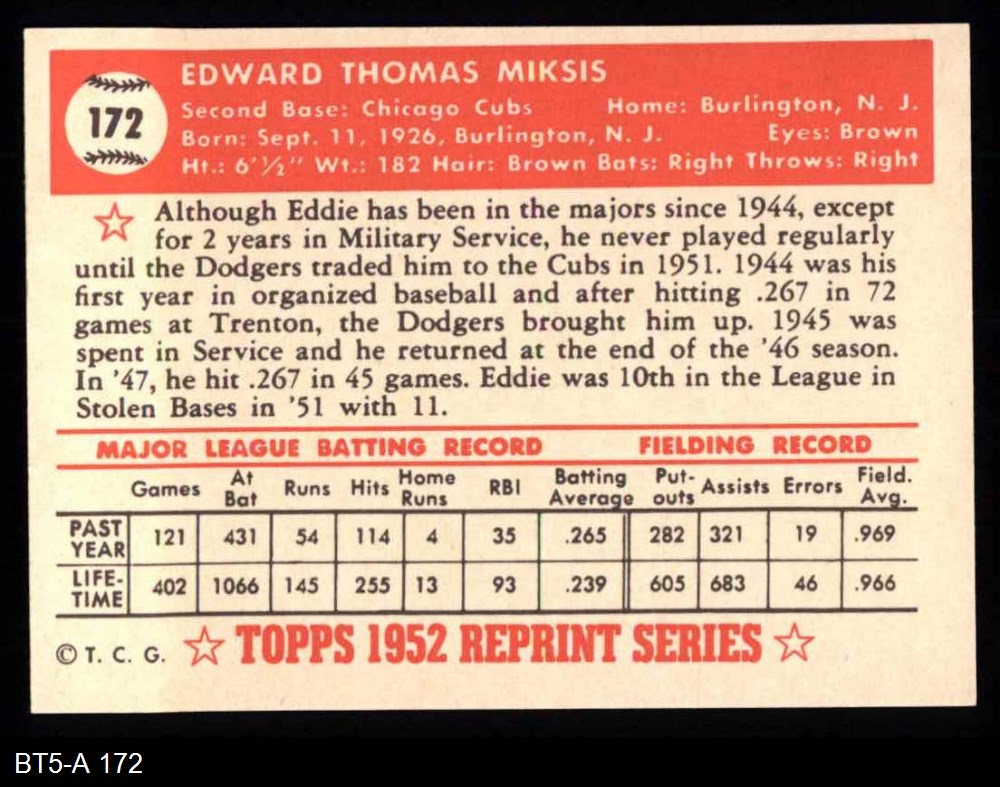 EDWARD THOMAS MIKSIS
172
Second Base: Chicago Cubs Home: Burlington, N. J.
Born: Sept. 11, 1926, Burlington, N. J. Eyes: Brown
Ht.: 6'½" Wt.: 182 Hair: Brown Bats: Right Throws: Right
Although Eddie has been in the majors since 1944, except
for 2 years in Military Service, he never played regularly
until the Dodgers traded him to the Cubs in 1951. 1944 was his
first year in organized baseball and after hitting .267 in 72
games at Trenton, the Dodgers brought him up. 1945 was
spent in Service and he returned at the end of the '46 season.
In '47, he hit .267 in 45 games. Eddie was 10th in the League in
Stolen Bases in '51 with 11.
MAJOR LEAGUE BATTING RECORD FIELDING RECORD
Games At Bat Runs Hits Home Runs RBI Batting Average Put-outs Assists Errors Field. Avg.
PAST YEAR 121 431 54 114 4 35 .265 282 321 19 .969
LIFE-TIME 402 1066 145 255 13 93 .239 605 683 46 .966
© T. C. G. ☆ TOPPS 1952 REPRINT SERIES ☆
BT5-A 172